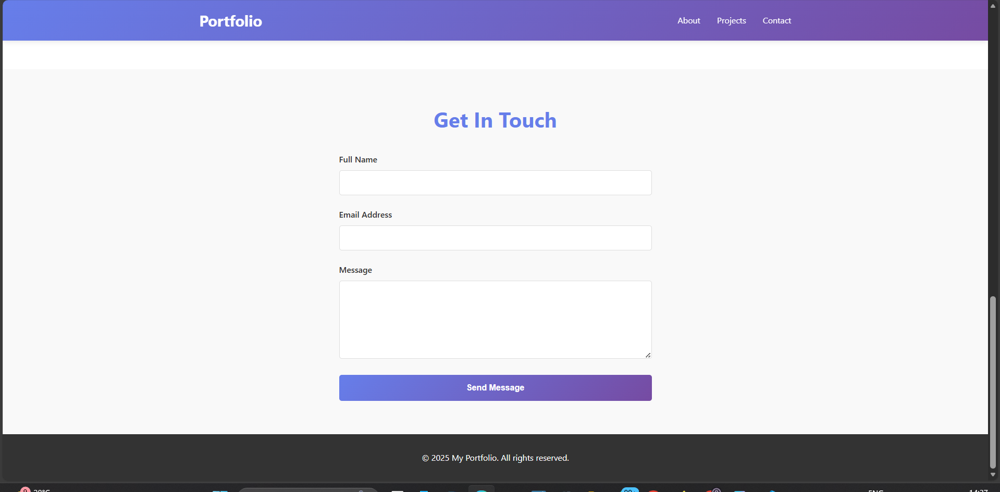 Portfolio
About Projects Contact
Get In Touch
Full Name
Email Address
Message
Send Message
© 2025 My Portfolio. All rights reserved.